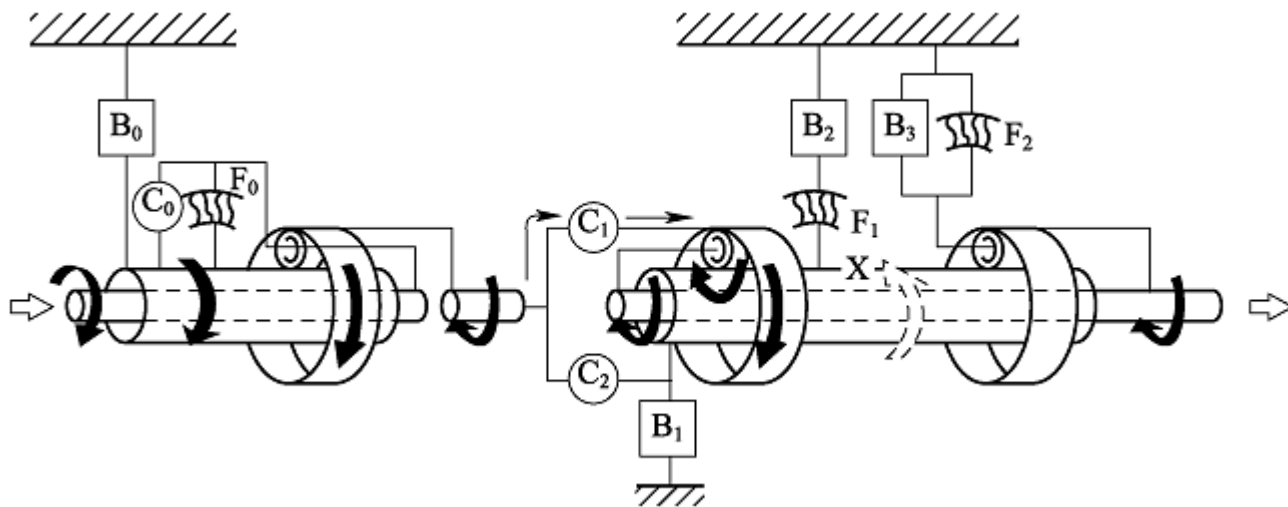 B₀
C₀
F₀
C₁
C₂
B₁
B₂
F₁
B₃
F₂
X